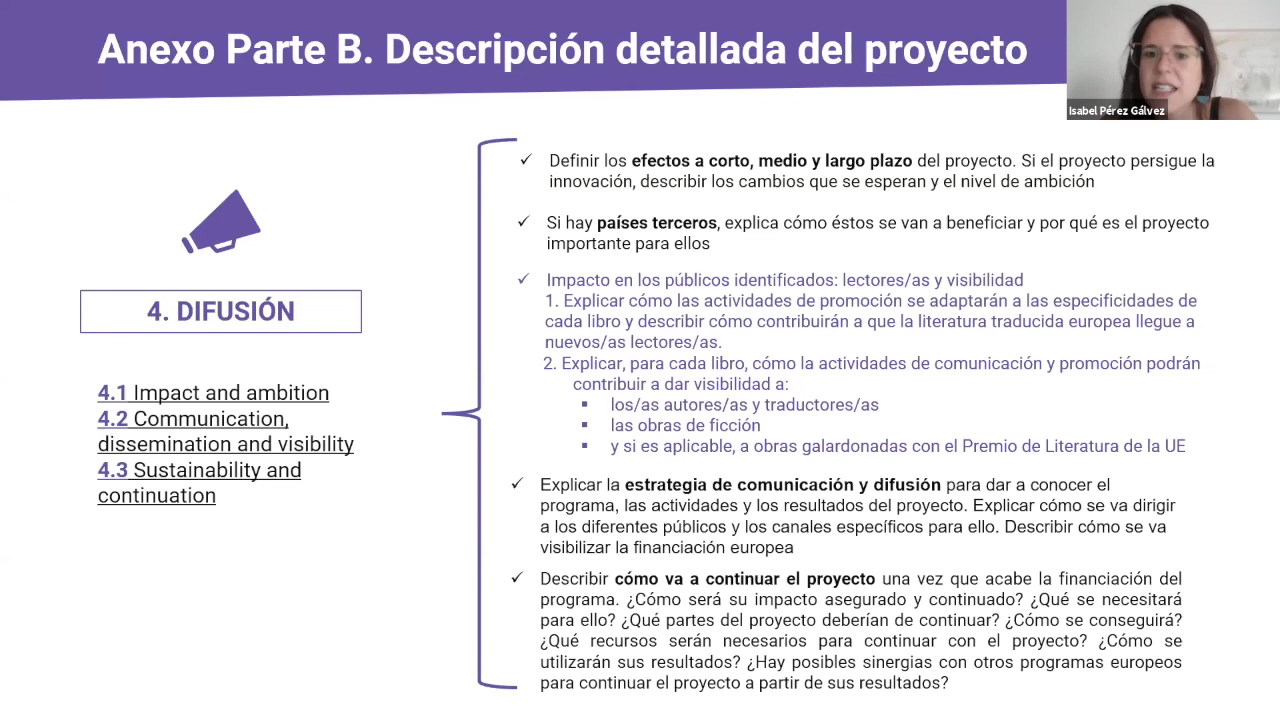 Anexo Parte B. Descripción detallada del proyecto
Isabel Pérez Gálvez
4. DIFUSIÓN
4.1 Impact and ambition
4.2 Communication,
dissemination and visibility
4.3 Sustainability and
continuation
✓ Definir los efectos a corto, medio y largo plazo del proyecto. Si el proyecto persigue la
innovación, describir los cambios que se esperan y el nivel de ambición
✓ Si hay países terceros, explica cómo éstos se van a beneficiar y por qué es el proyecto
importante para ellos
✓ Impacto en los públicos identificados: lectores/as y visibilidad
1. Explicar cómo las actividades de promoción se adaptarán a las especificidades de
cada libro y describir cómo contribuirán a que la literatura traducida europea llegue a
nuevos/as lectores/as.
2. Explicar, para cada libro, cómo la actividades de comunicación y promoción podrán
contribuir a dar visibilidad a:
▪ los/as autores/as y traductores/as
▪ las obras de ficción
▪ y si es aplicable, a obras galardonadas con el Premio de Literatura de la UE
✓ Explicar la estrategia de comunicación y difusión para dar a conocer el
programa, las actividades y los resultados del proyecto. Explicar cómo se va dirigir
a los diferentes públicos y los canales específicos para ello. Describir cómo se va
visibilizar la financiación europea
✓ Describir cómo va a continuar el proyecto una vez que acabe la financiación del
programa. ¿Cómo será su impacto asegurado y continuado? ¿Qué se necesitará
para ello? ¿Qué partes del proyecto deberían de continuar? ¿Cómo se conseguirá?
¿Qué recursos serán necesarios para continuar con el proyecto? ¿Cómo se
utilizarán sus resultados? ¿Hay posibles sinergias con otros programas europeos
para continuar el proyecto a partir de sus resultados?